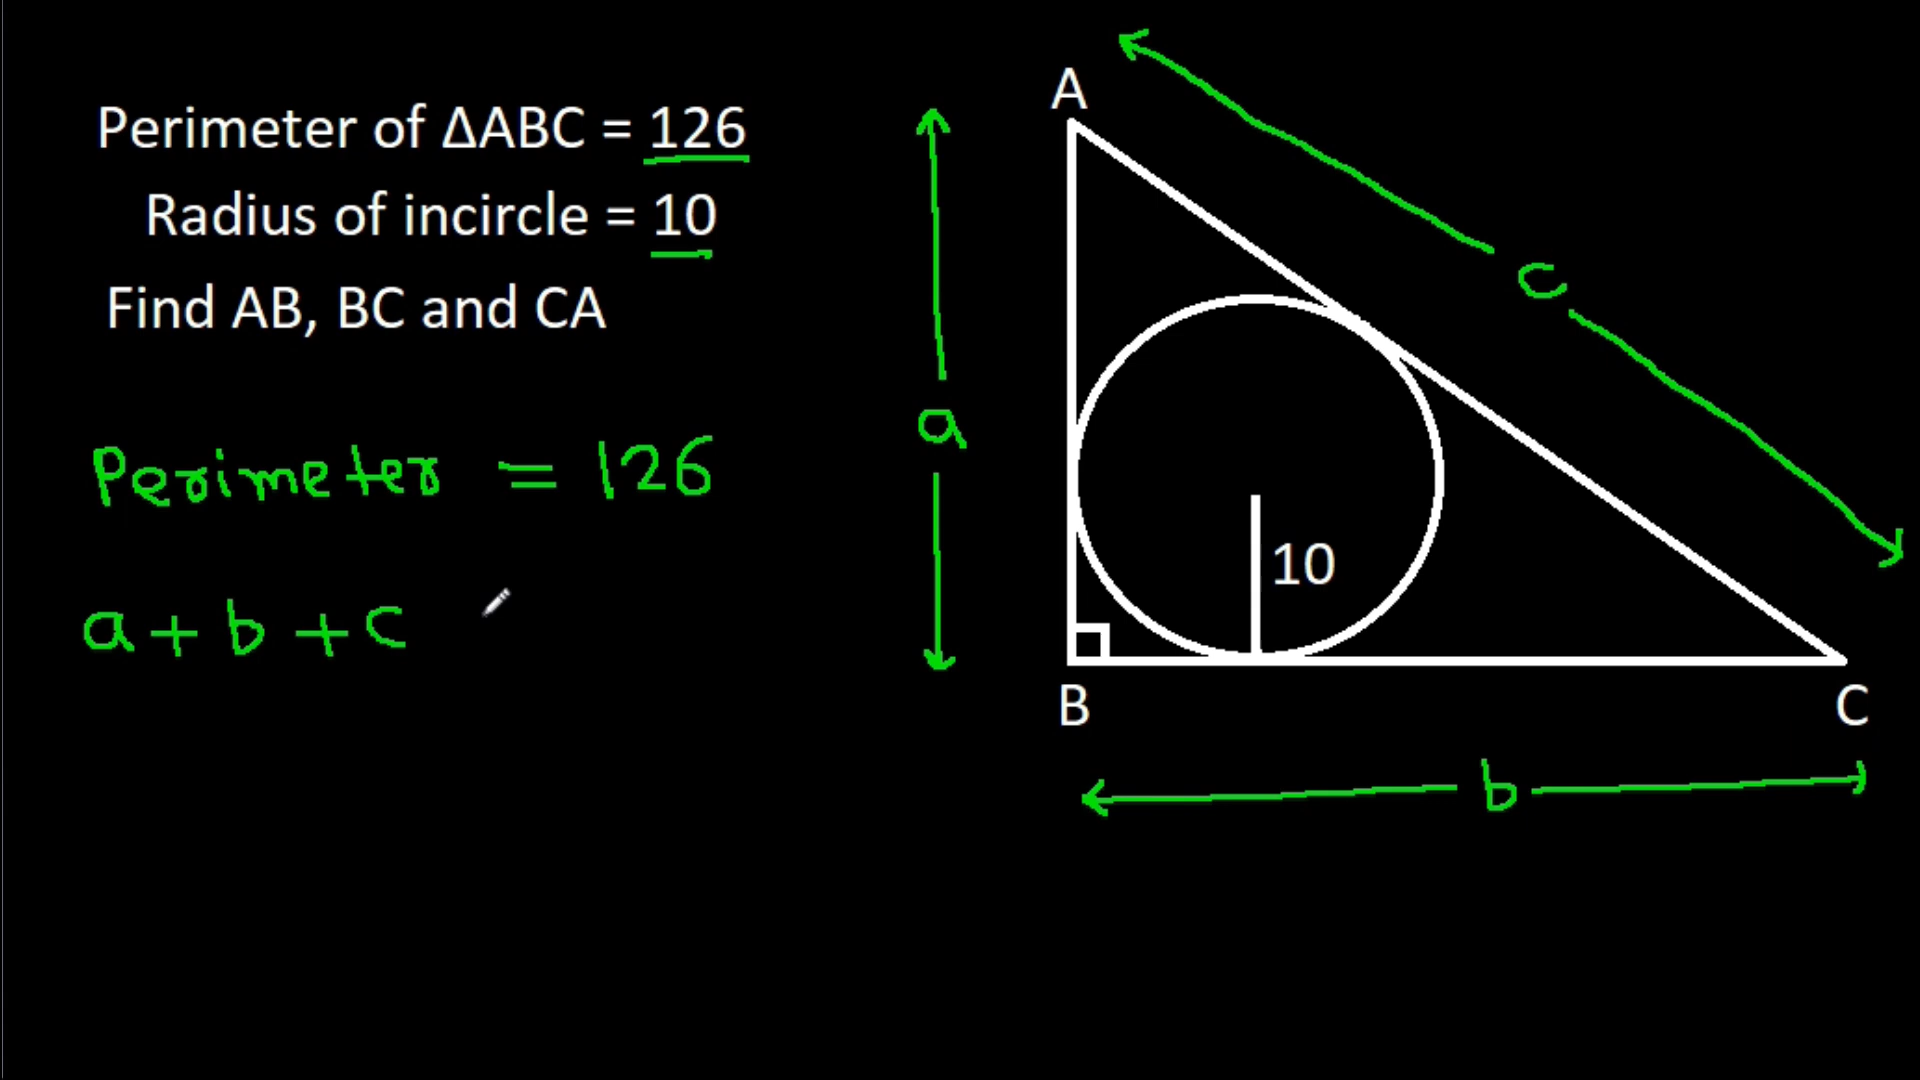 Perimeter of ΔABC = 126
Radius of incircle = 10
Find AB, BC and CA
Perimeter = 126
a + b + c
A
c
a
10
B
C
b